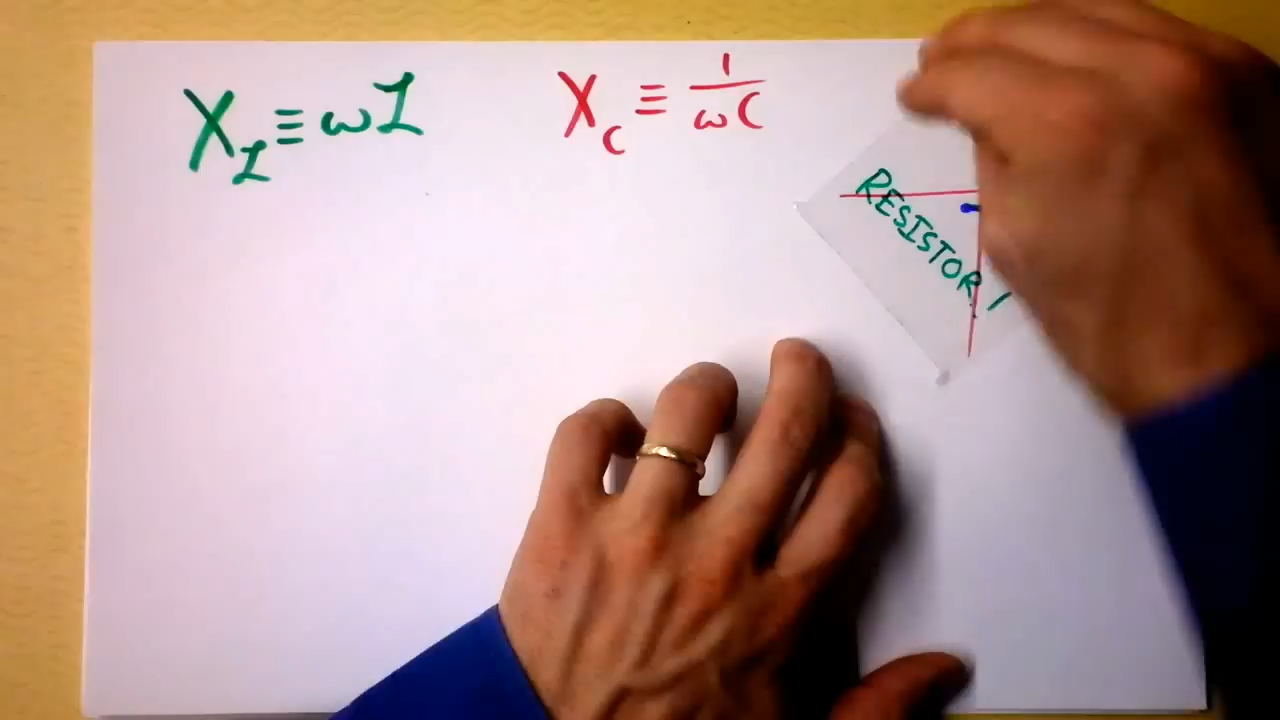 X_L ≡ ωL
X_C ≡ 1/ωC
RESISTOR!